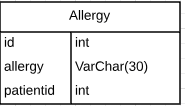 Allergy
id int
allergy VarChar(30)
patientid int